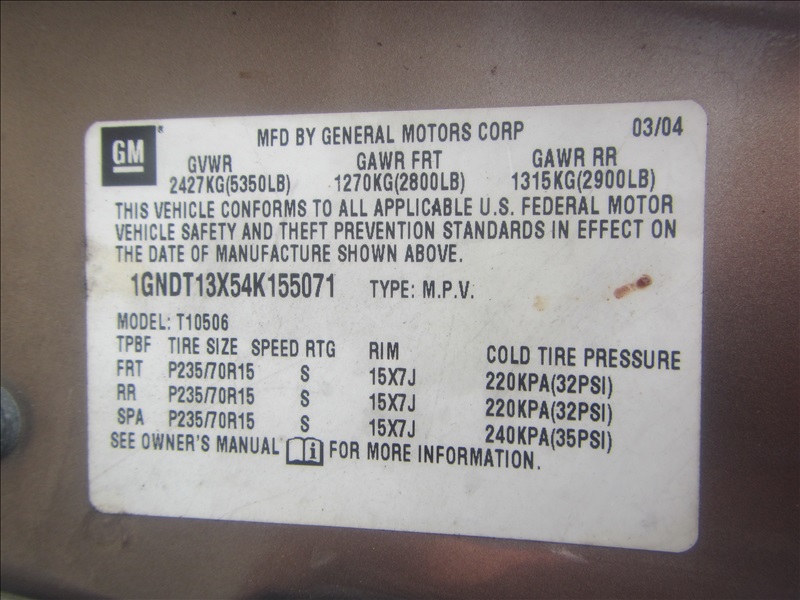 GM ® MFD BY GENERAL MOTORS CORP 03/04
GVWR GAWR FRT GAWR RR
2427KG(5350LB) 1270KG(2800LB) 1315KG(2900LB)
THIS VEHICLE CONFORMS TO ALL APPLICABLE U.S. FEDERAL MOTOR
VEHICLE SAFETY AND THEFT PREVENTION STANDARDS IN EFFECT ON
THE DATE OF MANUFACTURE SHOWN ABOVE.
1GNDT13X54K155071 TYPE: M.P.V.
MODEL: T10506
TPBF TIRE SIZE SPEED RTG RIM COLD TIRE PRESSURE
FRT P235/70R15 S 15X7J 220KPA(32PSI)
RR P235/70R15 S 15X7J 220KPA(32PSI)
SPA P235/70R15 S 15X7J 240KPA(35PSI)
SEE OWNER'S MANUAL i FOR MORE INFORMATION.